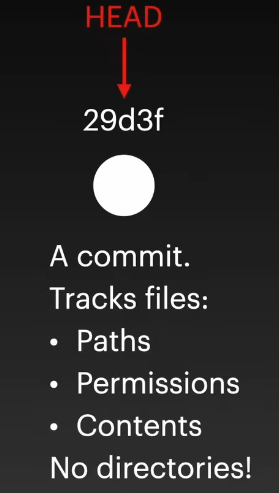 HEAD
29d3f
A commit.
Tracks files:
• Paths
• Permissions
• Contents
No directories!